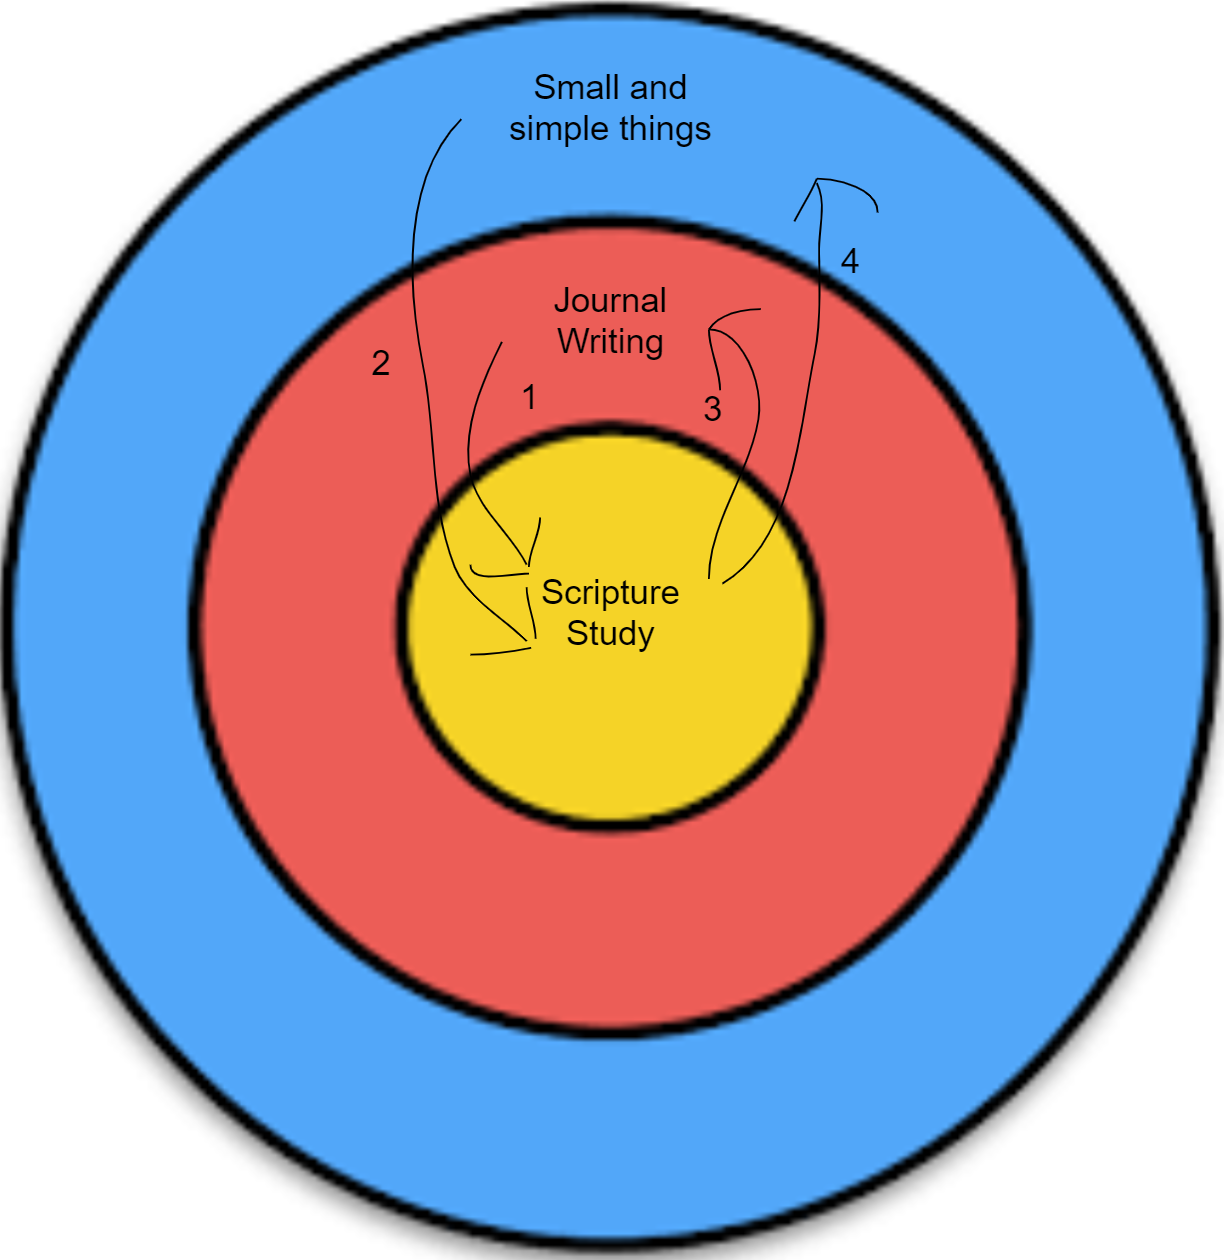 Small and
simple things
4
Journal
Writing
2
1
3
Scripture
Study